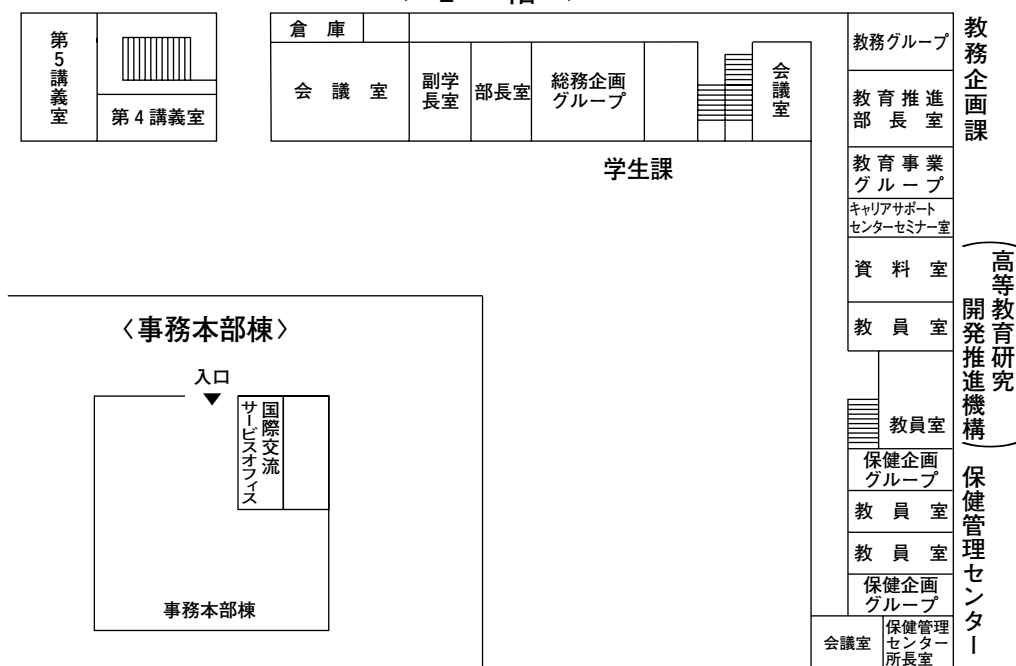 第5講義室
第4講義室
倉庫
会議室
副学
長室
部長室
総務企画
グループ
会議室
学生課
教務グループ
教育推進
部長室
教育事業
グループ
キャリアサポート
センターセミナー室
資料室
教員室
教員室
保健企画
グループ
教員室
教員室
保健企画
グループ
会議室
保健管理
センター
所長室
教務企画課
高等教育研究
開発推進機構
保健管理センター
〈事務本部棟〉
入口
国際交流
サービスオフィス
事務本部棟